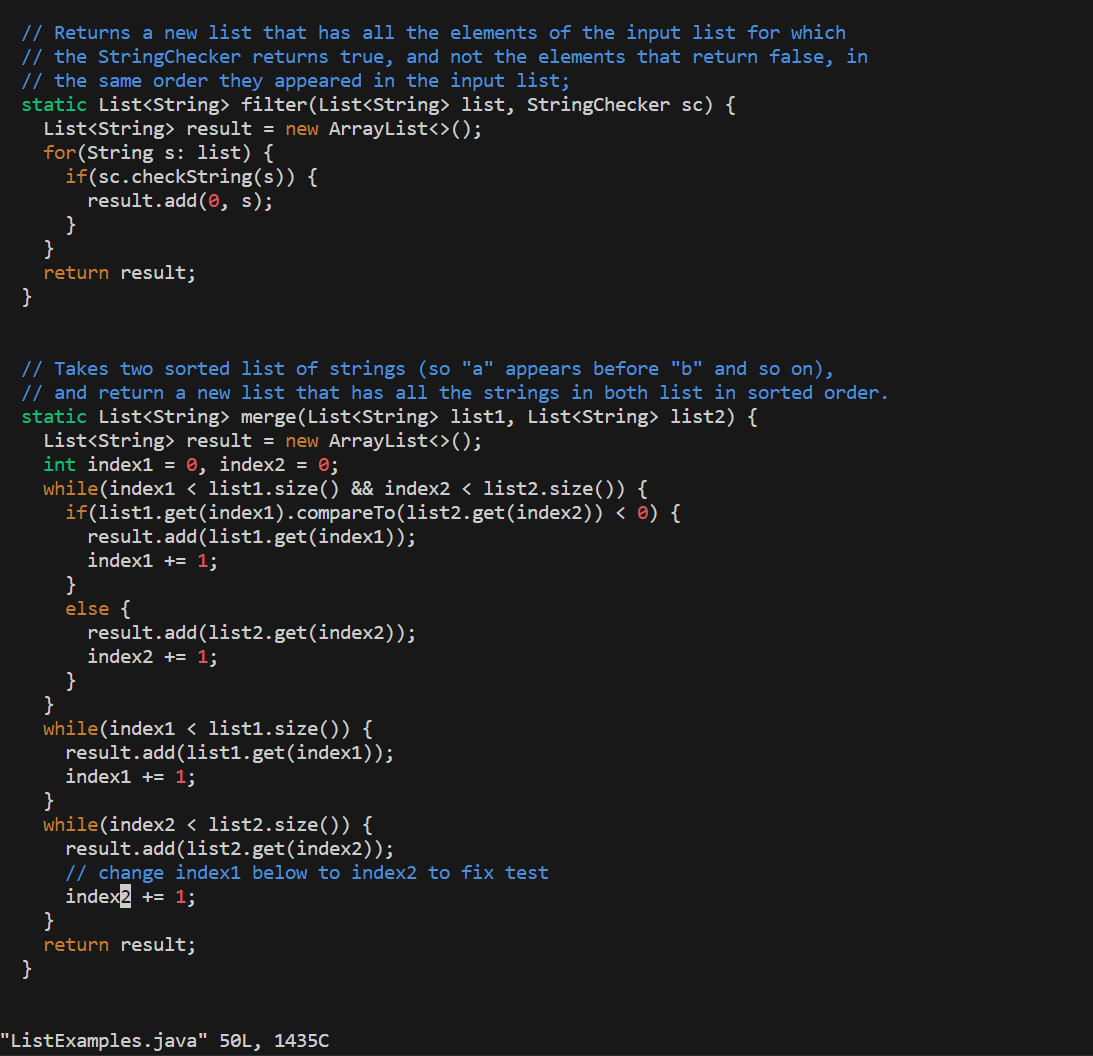 // Returns a new list that has all the elements of the input list for which
// the StringChecker returns true, and not the elements that return false, in
// the same order they appeared in the input list;
static List<String> filter(List<String> list, StringChecker sc) {
  List<String> result = new ArrayList<>();
  for(String s: list) {
    if(sc.checkString(s)) {
      result.add(0, s);
    }
  }
  return result;
}
// Takes two sorted list of strings (so "a" appears before "b" and so on),
// and return a new list that has all the strings in both list in sorted order.
static List<String> merge(List<String> list1, List<String> list2) {
  List<String> result = new ArrayList<>();
  int index1 = 0, index2 = 0;
  while(index1 < list1.size() && index2 < list2.size()) {
    if(list1.get(index1).compareTo(list2.get(index2)) < 0) {
      result.add(list1.get(index1));
      index1 += 1;
    }
    else {
      result.add(list2.get(index2));
      index2 += 1;
    }
  }
  while(index1 < list1.size()) {
    result.add(list1.get(index1));
    index1 += 1;
  }
  while(index2 < list2.size()) {
    result.add(list2.get(index2));
    // change index1 below to index2 to fix test
    index2 += 1;
  }
  return result;
}
"ListExamples.java" 50L, 1435C